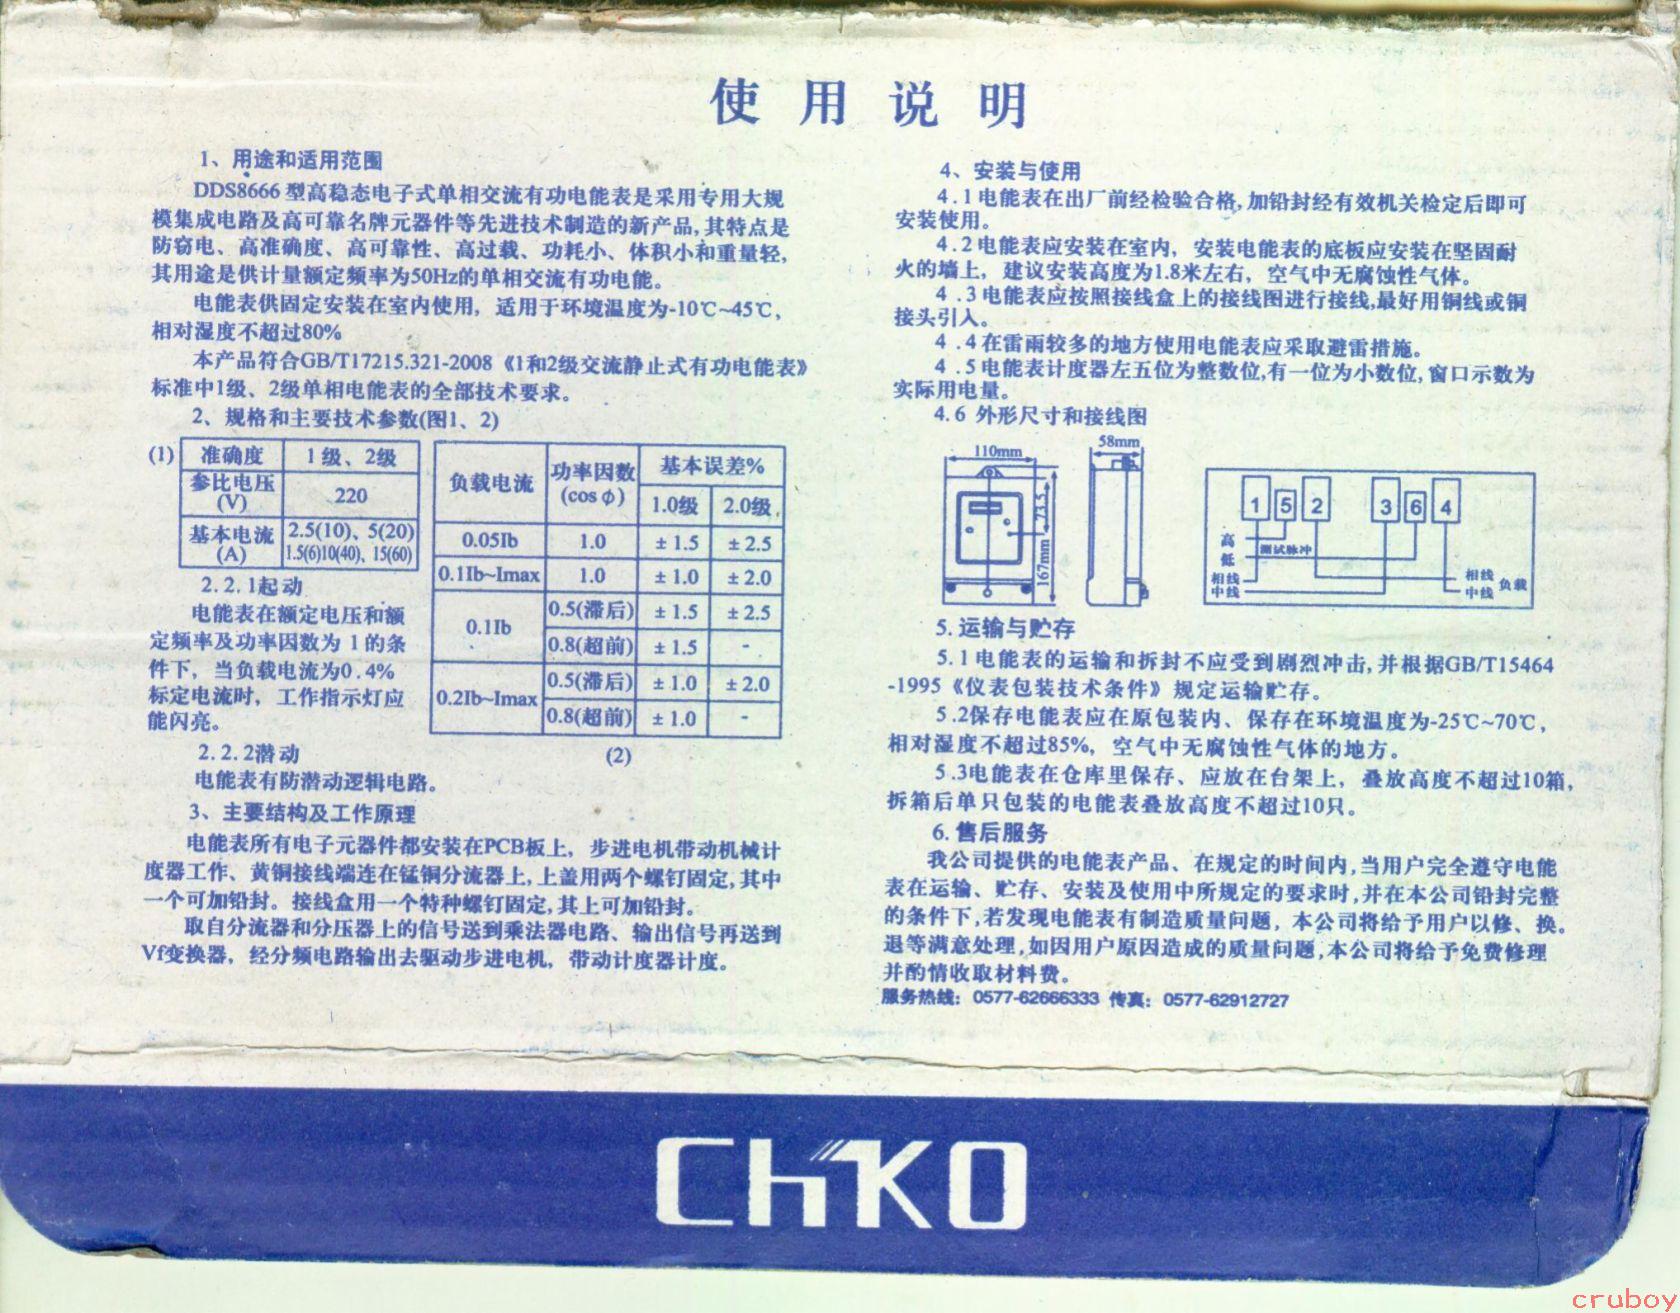 使用说明
1、用途和适用范围
DDS8666型高稳态电子式单相交流有功电能表是采用专用大规
模集成电路及高可靠名牌元器件等先进技术制造的新产品,其特点是
防窃电、高准确度、高可靠性、高过载、功耗小、体积小和重量轻,
其用途是供计量额定频率为50Hz的单相交流有功电能。
电能表供固定安装在室内使用，适用于环境温度为-10℃~45℃,
相对湿度不超过80%
本产品符合GB/T17215.321-2008《1和2级交流静止式有功电能表》
标准中1级、2级单相电能表的全部技术要求。
2、规格和主要技术参数(图1、2)
(1)
准确度 1级、2级
参比电压(V) 220
基本电流(A) 2.5(10)、5(20)
1.5(6)10(40)、15(60)
负载电流 功率因数(cos φ) 基本误差%
1.0级 2.0级
0.05Ib 1.0 ±1.5 ±2.5
0.1Ib~Imax 1.0 ±1.0 ±2.0
0.1Ib 0.5(滞后) ±1.5 ±2.5
0.8(超前) ±1.5 -
0.2Ib~Imax 0.5(滞后) ±1.0 ±2.0
0.8(超前) ±1.0 -
(2)
2.2.1起动
电能表在额定电压和额
定频率及功率因数为 1 的条
件下，当负载电流为0.4%
标定电流时，工作指示灯应
能闪亮。
2.2.2潜动
电能表有防潜动逻辑电路。
3、主要结构及工作原理
电能表所有电子元器件都安装在PCB板上，步进电机带动机械计
度器工作、黄铜接线端连在锰铜分流器上,上盖用两个螺钉固定,其中
一个可加铅封。接线盒用一个特种螺钉固定,其上可加铅封。
取自分流器和分压器上的信号送到乘法器电路、输出信号再送到
Vf变换器，经分频电路输出去驱动步进电机，带动计度器计度。
4、安装与使用
4.1电能表在出厂前经检验合格,加铅封经有效机关检定后即可
安装使用。
4.2电能表应安装在室内，安装电能表的底板应安装在坚固耐
火的墙上，建议安装高度为1.8米左右，空气中无腐蚀性气体。
4.3电能表应按照接线盒上的接线图进行接线,最好用铜线或铜
接头引入。
4.4在雷雨较多的地方使用电能表应采取避雷措施。
4.5电能表计度器左五位为整数位,有一位为小数位,窗口示数为
实际用电量。
4.6 外形尺寸和接线图
110mm
58mm
73.5
167mm
1 5 2 3 6 4
高
低
测试脉冲
相线
中线
相线
中线
负载
5.运输与贮存
5.1电能表的运输和拆封不应受到剧烈冲击,并根据GB/T15464
-1995《仪表包装技术条件》规定运输贮存。
5.2保存电能表应在原包装内、保存在环境温度为-25℃~70℃,
相对湿度不超过85%，空气中无腐蚀性气体的地方。
5.3电能表在仓库里保存、应放在台架上，叠放高度不超过10箱,
拆箱后单只包装的电能表叠放高度不超过10只。
6.售后服务
我公司提供的电能表产品、在规定的时间内,当用户完全遵守电能
表在运输、贮存、安装及使用中所规定的要求时,并在本公司铅封完整
的条件下,若发现电能表有制造质量问题，本公司将给予用户以修、换。
退等满意处理,如因用户原因造成的质量问题,本公司将给予免费修理
并酌情收取材料费。
服务热线：0577-62666333 传真：0577-62912727
ChKO
cruboy